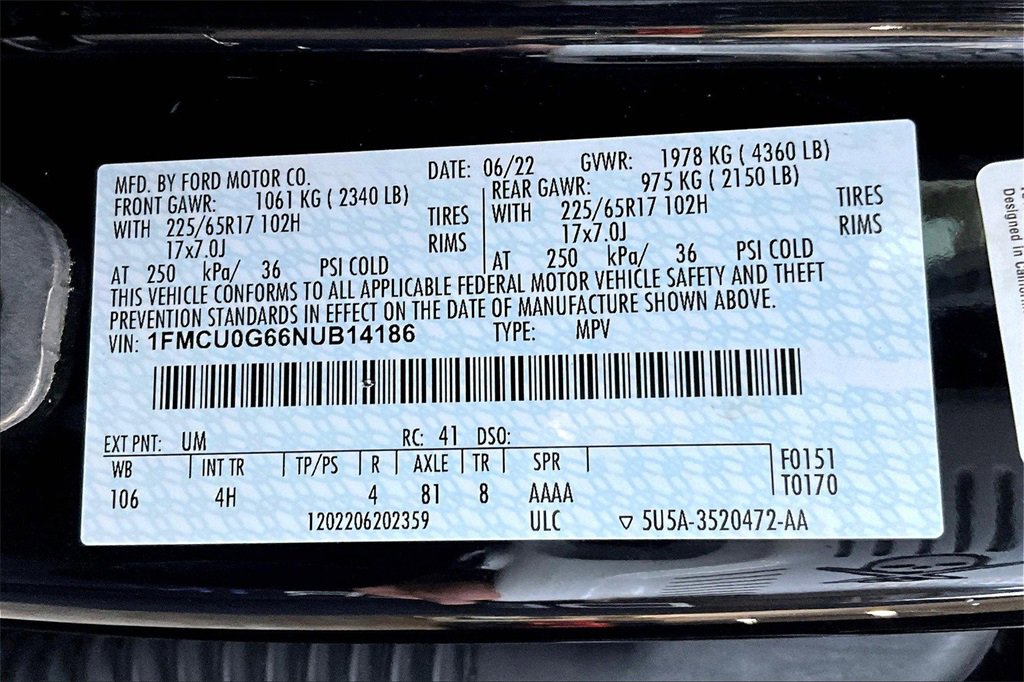 MFD. BY FORD MOTOR CO. DATE: 06/22 GVWR: 1978 KG ( 4360 LB)
FRONT GAWR: 1061 KG ( 2340 LB) REAR GAWR: 975 KG ( 2150 LB)
WITH 225/65R17 102H TIRES WITH 225/65R17 102H TIRES
17x7.0J RIMS 17x7.0J RIMS
AT 250 kPa/ 36 PSI COLD AT 250 kPa/ 36 PSI COLD
THIS VEHICLE CONFORMS TO ALL APPLICABLE FEDERAL MOTOR VEHICLE SAFETY AND THEFT
PREVENTION STANDARDS IN EFFECT ON THE DATE OF MANUFACTURE SHOWN ABOVE.
VIN: 1FMCU0G66NUB14186 TYPE: MPV
EXT PNT: UM RC: 41 DSO:
WB INT TR TP/PS R AXLE TR SPR F0151
106 4H 4 81 8 AAAA T0170
1202206202359 ULC ▽ 5U5A-3520472-AA
Designed in